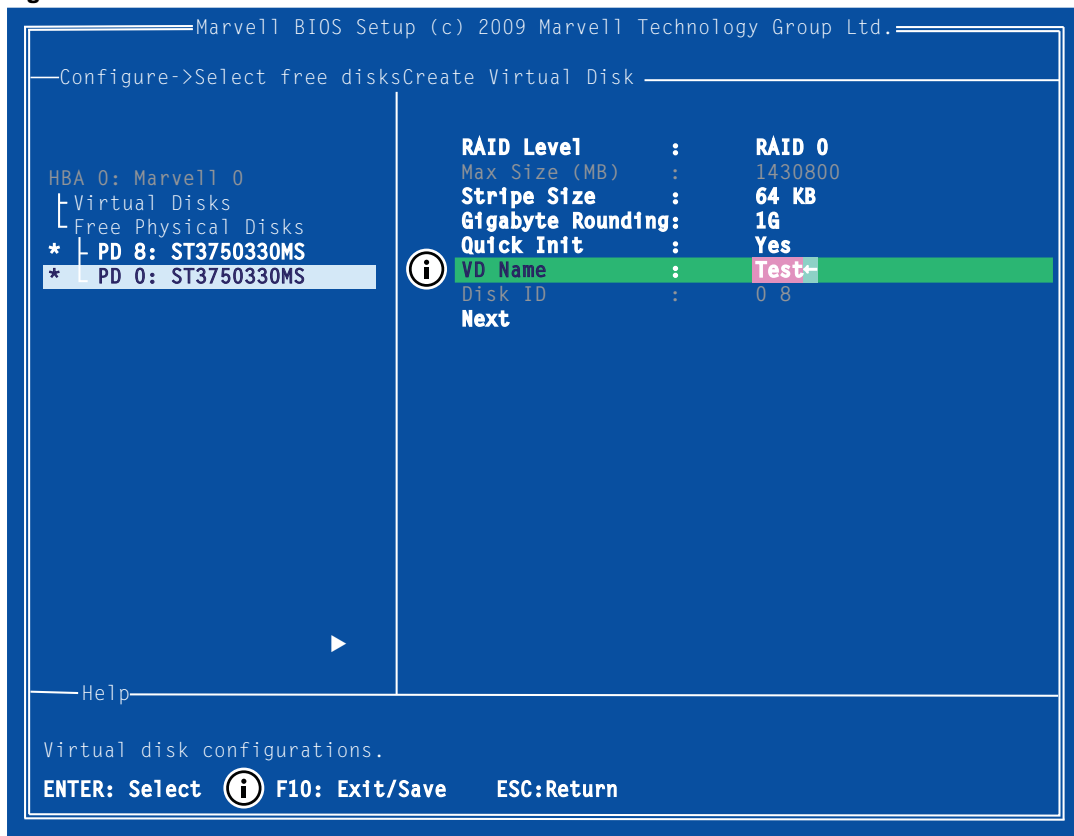 Marvell BIOS Setup (c) 2009 Marvell Technology Group Ltd.
Configure->Select free disksCreate Virtual Disk
HBA 0: Marvell 0
Virtual Disks
Free Physical Disks
* PD 8: ST3750330MS
* PD 0: ST3750330MS
RAID Level : RAID 0
Max Size (MB) : 1430800
Stripe Size : 64 KB
Gigabyte Rounding: 1G
Quick Init : Yes
i VD Name : Test←
Disk ID : 0 8
Next
Help
Virtual disk configurations.
ENTER: Select i F10: Exit/Save ESC:Return